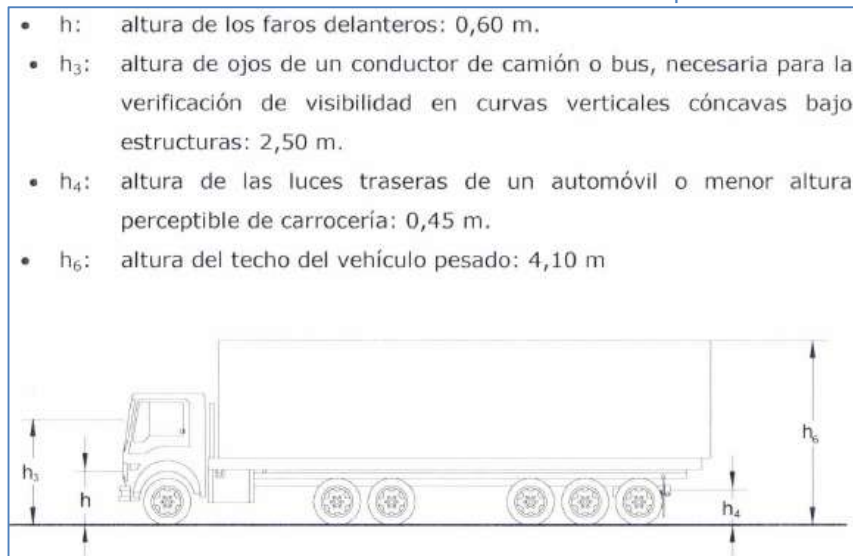 • h: altura de los faros delanteros: 0,60 m.
• h₃: altura de ojos de un conductor de camión o bus, necesaria para la
verificación de visibilidad en curvas verticales cóncavas bajo
estructuras: 2,50 m.
• h₄: altura de las luces traseras de un automóvil o menor altura
perceptible de carrocería: 0,45 m.
• h₆: altura del techo del vehículo pesado: 4,10 m
h₆
h₃
h
h₄